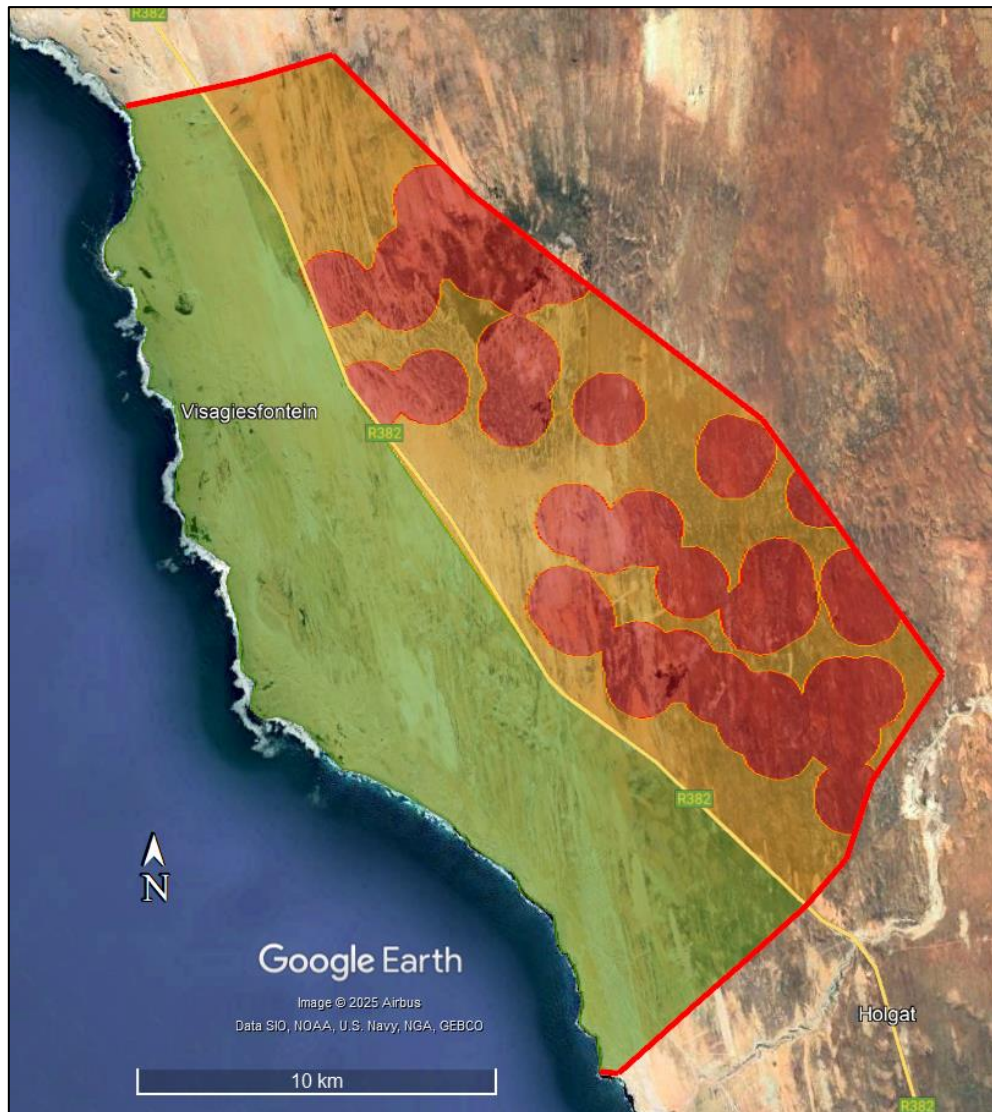 R382
Visagiesfontein
R382
R382
N
Google Earth
Image © 2025 Airbus
Data SIO, NOAA, U.S. Navy, NGA, GEBCO
Holgat
10 km
R382